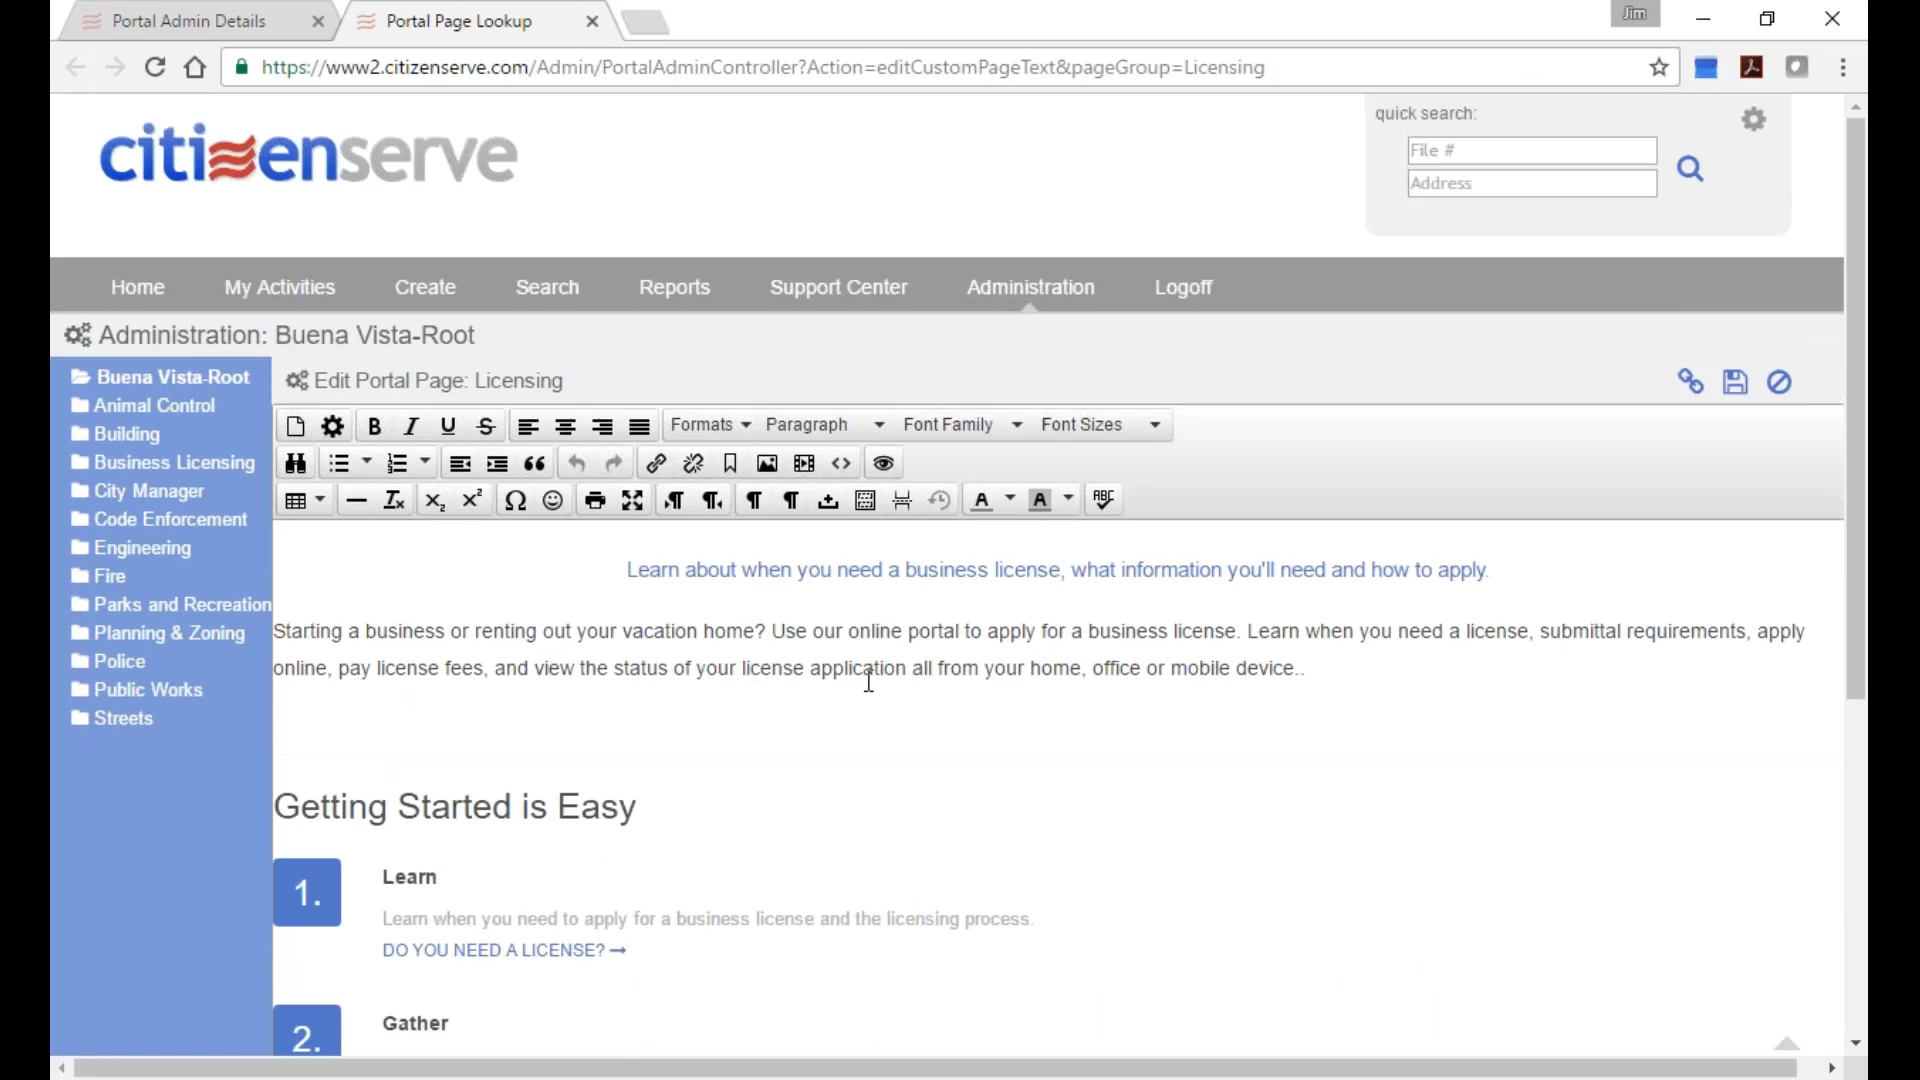 Portal Admin Details
Portal Page Lookup
Jim
https://www2.citizenserve.com/Admin/PortalAdminController?Action=editCustomPageText&pageGroup=Licensing
citizenserve
quick search:
File #
Address
Home My Activities Create Search Reports Support Center Administration Logoff
Administration: Buena Vista-Root
Buena Vista-Root
Animal Control
Building
Business Licensing
City Manager
Code Enforcement
Engineering
Fire
Parks and Recreation
Planning & Zoning
Police
Public Works
Streets
Edit Portal Page: Licensing
B I U S Formats Paragraph Font Family Font Sizes
ABC
Learn about when you need a business license, what information you'll need and how to apply.
Starting a business or renting out your vacation home? Use our online portal to apply for a business license. Learn when you need a license, submittal requirements, apply
online, pay license fees, and view the status of your license application all from your home, office or mobile device..
Getting Started is Easy
1.
Learn
Learn when you need to apply for a business license and the licensing process.
DO YOU NEED A LICENSE? →
2.
Gather